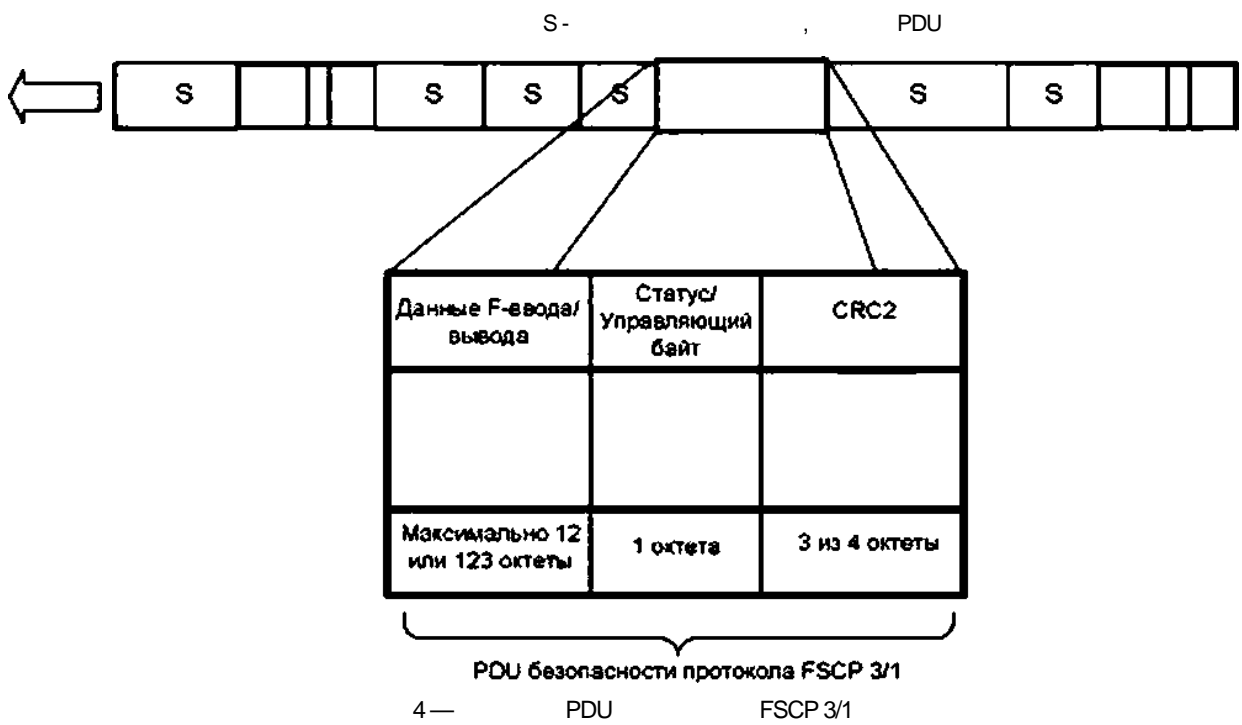 S - , PDU
S S S S S S
Данные F-ввода/
вывода
Статус/
Управляющий
байт
CRC2
Максимально 12
или 123 октеты
1 октета
3 из 4 октеты
PDU безопасности протокола FSCP 3/1
4 — PDU FSCP 3/1